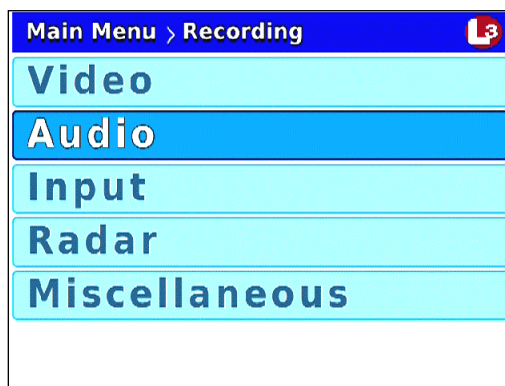 Main Menu > Recording L3
Video
Audio
Input
Radar
Miscellaneous